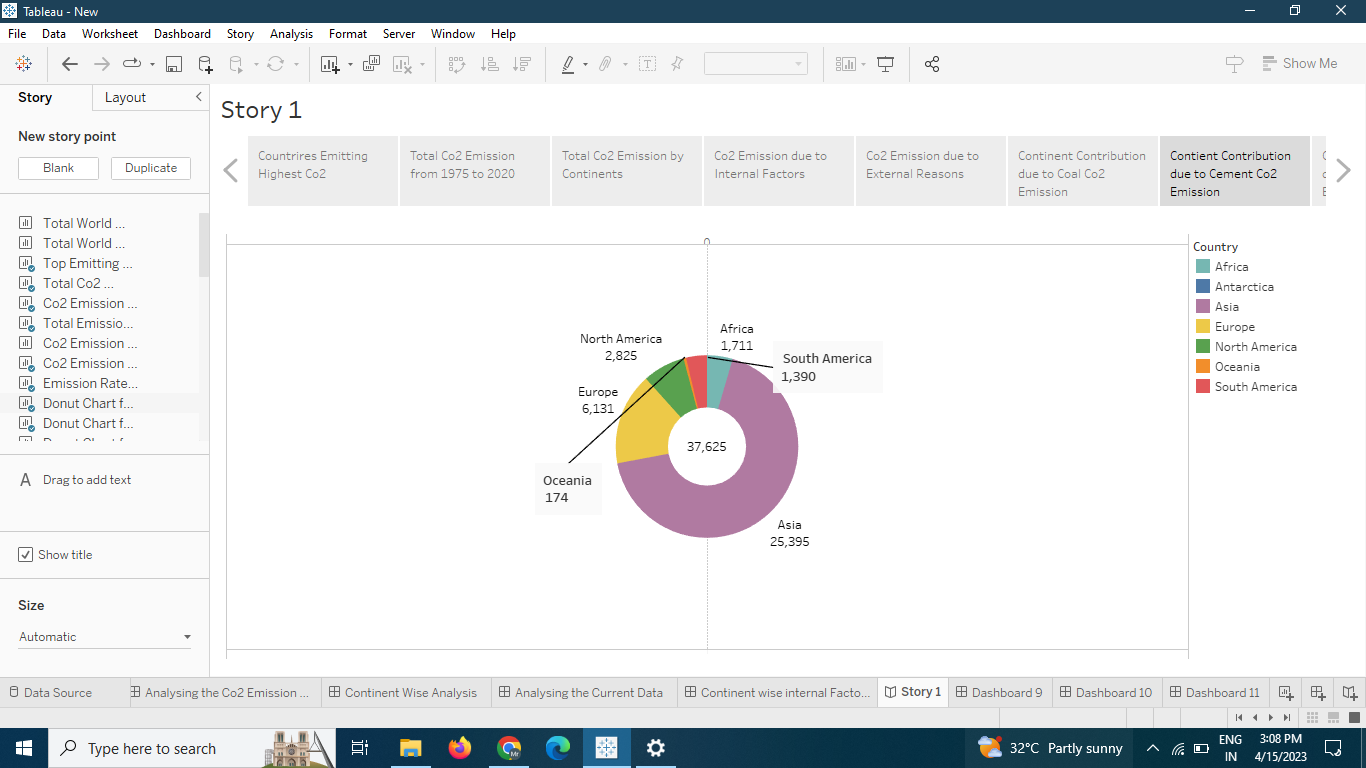 Tableau - New
File Data Worksheet Dashboard Story Analysis Format Server Window Help
Show Me
Story Layout
New story point
Blank Duplicate
Total World ...
Total World ...
Top Emitting ...
Total Co2 ...
Co2 Emission ...
Total Emissio...
Co2 Emission ...
Co2 Emission ...
Emission Rate...
Donut Chart f...
Donut Chart f...
A Drag to add text
Show title
Size
Automatic
Story 1
Countrires Emitting
Highest Co2
Total Co2 Emission
from 1975 to 2020
Total Co2 Emission by
Continents
Co2 Emission due to
Internal Factors
Co2 Emission due to
External Reasons
Continent Contribution
due to Coal Co2
Emission
Contient Contribution
due to Cement Co2
Emission
0
Africa
1,711
North America
2,825
South America
1,390
Europe
6,131
37,625
Oceania
174
Asia
25,395
Country
Africa
Antarctica
Asia
Europe
North America
Oceania
South America
Data Source Analysing the Co2 Emission ... Continent Wise Analysis Analysing the Current Data Continent wise internal Facto... Story 1 Dashboard 9 Dashboard 10 Dashboard 11
Type here to search
32°C Partly sunny
ENG
IN
3:08 PM
4/15/2023